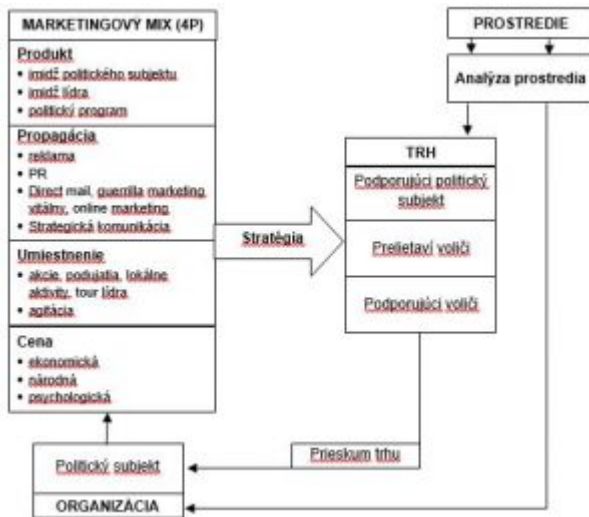 MARKETINGOVÝ MIX (4P)
Produkt
• imidž politického subjektu
• imidž lídra
• politický program
Propagácia
• reklama
• PR
• Direct mail, guerrilla marketing
vitálny, online marketing
• Strategická komunikácia
Umiestnenie
• akcie, podujatia, lokálne
aktivity, tour lídra
• agitácia
Cena
• ekonomická
• národná
• psychologická
Stratégia
PROSTREDIE
Analýza prostredia
TRH
Podporujúci politický
subjekt
Prelietaví voliči
Podporujúci voliči
Prieskum trhu
Politický subjekt
ORGANIZÁCIA